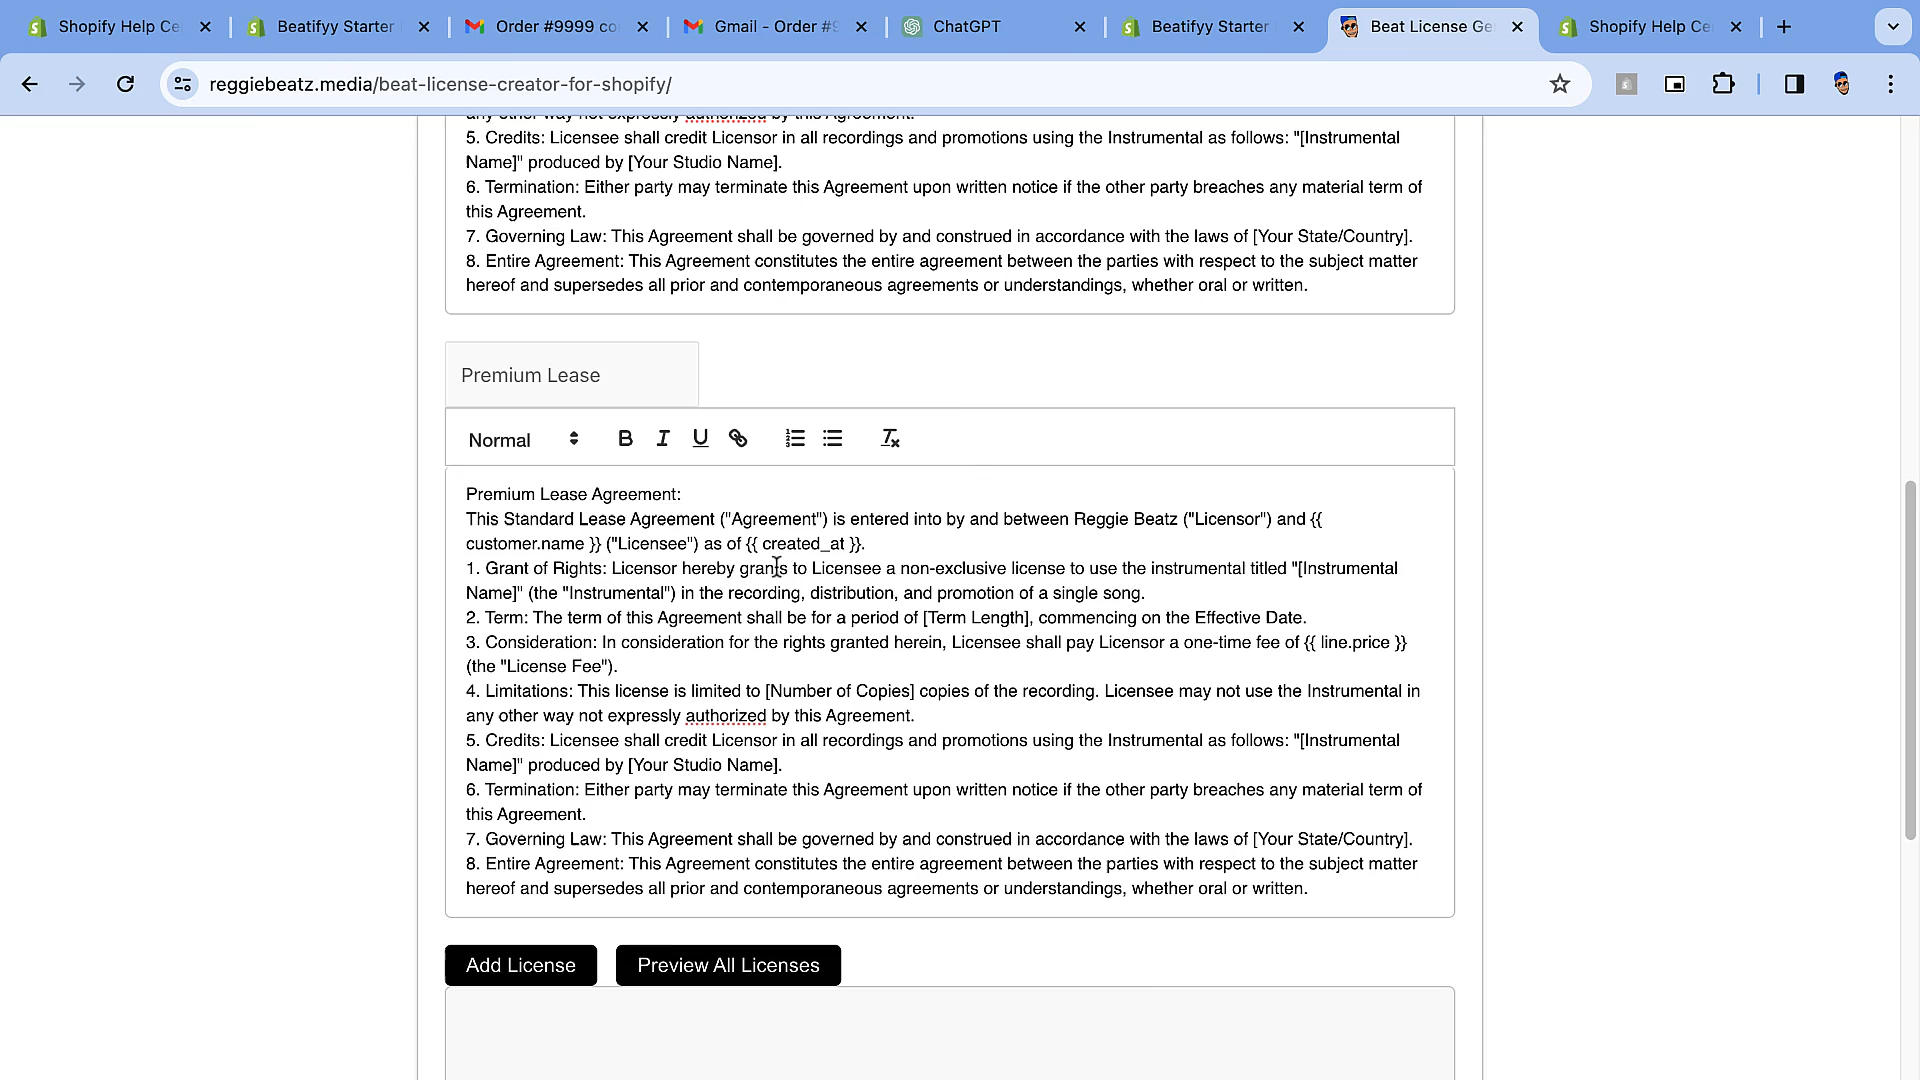 Shopify Help Ce
Beatifyy Starter
Order #9999 co
Gmail - Order #9
ChatGPT
Beatifyy Starter
Beat License Ge
Shopify Help Ce
reggiebeatz.media/beat-license-creator-for-shopify/
any other way not expressly authorized by this Agreement.
5. Credits: Licensee shall credit Licensor in all recordings and promotions using the Instrumental as follows: "[Instrumental
Name]" produced by [Your Studio Name].
6. Termination: Either party may terminate this Agreement upon written notice if the other party breaches any material term of
this Agreement.
7. Governing Law: This Agreement shall be governed by and construed in accordance with the laws of [Your State/Country].
8. Entire Agreement: This Agreement constitutes the entire agreement between the parties with respect to the subject matter
hereof and supersedes all prior and contemporaneous agreements or understandings, whether oral or written.
Premium Lease
Normal
Premium Lease Agreement:
This Standard Lease Agreement ("Agreement") is entered into by and between Reggie Beatz ("Licensor") and {{
customer.name }} ("Licensee") as of {{ created_at }}.
1. Grant of Rights: Licensor hereby grants to Licensee a non-exclusive license to use the instrumental titled "[Instrumental
Name]" (the "Instrumental") in the recording, distribution, and promotion of a single song.
2. Term: The term of this Agreement shall be for a period of [Term Length], commencing on the Effective Date.
3. Consideration: In consideration for the rights granted herein, Licensee shall pay Licensor a one-time fee of {{ line.price }}
(the "License Fee").
4. Limitations: This license is limited to [Number of Copies] copies of the recording. Licensee may not use the Instrumental in
any other way not expressly authorized by this Agreement.
5. Credits: Licensee shall credit Licensor in all recordings and promotions using the Instrumental as follows: "[Instrumental
Name]" produced by [Your Studio Name].
6. Termination: Either party may terminate this Agreement upon written notice if the other party breaches any material term of
this Agreement.
7. Governing Law: This Agreement shall be governed by and construed in accordance with the laws of [Your State/Country].
8. Entire Agreement: This Agreement constitutes the entire agreement between the parties with respect to the subject matter
hereof and supersedes all prior and contemporaneous agreements or understandings, whether oral or written.
Add License
Preview All Licenses